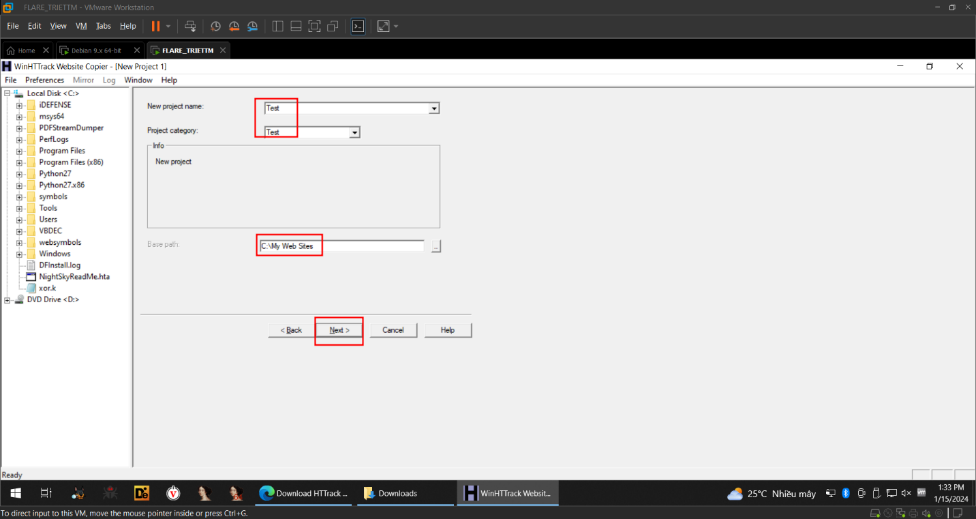 FLARE_TRIETTM - VMware Workstation
File Edit View VM Tabs Help
Home Debian 9.x 64-bit FLARE_TRIETTM
WinHTTrack Website Copier - [New Project 1]
File Preferences Mirror Log Window Help
Local Disk <C:>
iDEFENSE
msys64
PDFStreamDumper
PerfLogs
Program Files
Program Files (x86)
Python27
Python27.x86
symbols
Tools
Users
VBDEC
websymbols
Windows
DFInstall.log
NightSkyReadMe.hta
xor.k
DVD Drive <D:>
New project name: Test
Project category: Test
Info
New project
Base path: C:\My Web Sites ..
< Back Next > Cancel Help
Ready
Download HTTrack ... Downloads WinHTTrack Websit... 25°C Nhiều mây 1:33 PM
1/15/2024
To direct input to this VM, move the mouse pointer inside or press Ctrl+G.